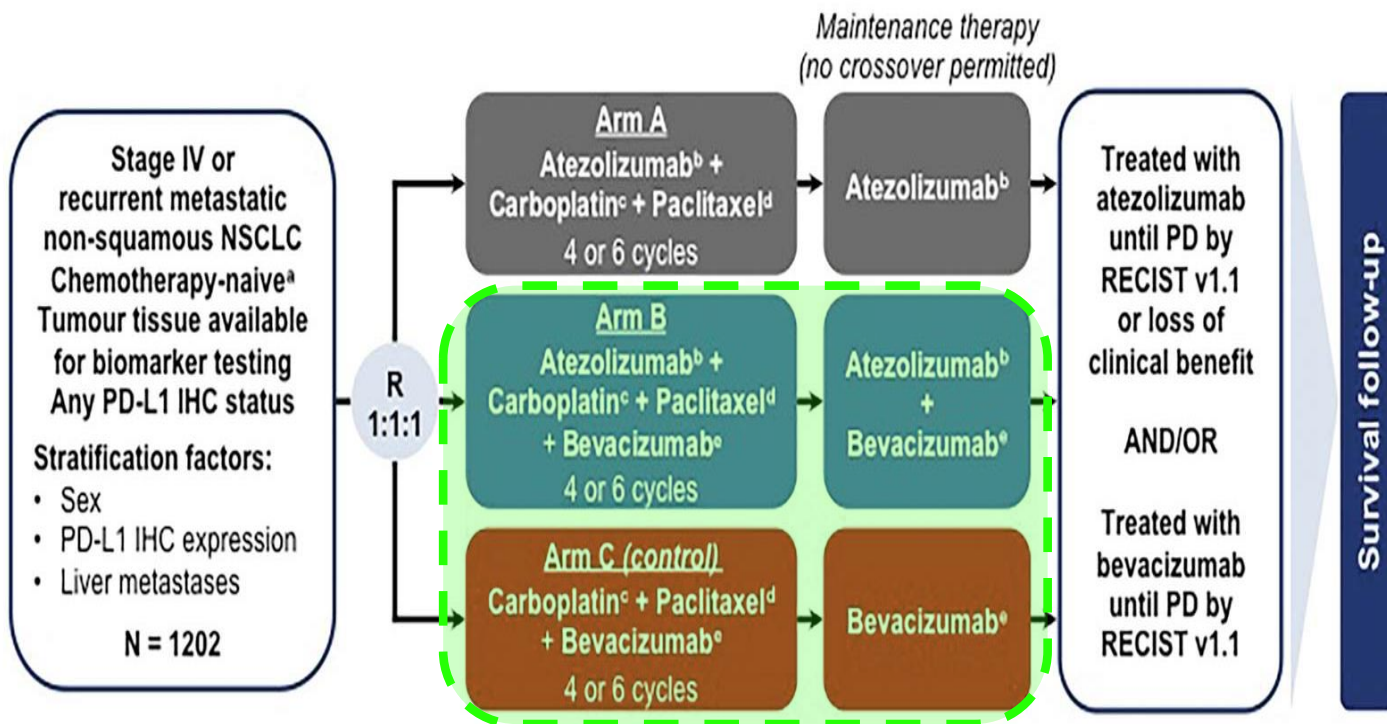 Maintenance therapy
(no crossover permitted)
Stage IV or
recurrent metastatic
non-squamous NSCLC
Chemotherapy-naiveᵃ
Tumour tissue available
for biomarker testing
Any PD-L1 IHC status
Stratification factors:
• Sex
• PD-L1 IHC expression
• Liver metastases
N = 1202
R
1:1:1
Arm A
Atezolizumabᵇ +
Carboplatinᶜ + Paclitaxelᵈ
4 or 6 cycles
Atezolizumabᵇ
Arm B
Atezolizumabᵇ +
Carboplatinᶜ + Paclitaxelᵈ
+ Bevacizumabᵉ
4 or 6 cycles
Atezolizumabᵇ
+
Bevacizumabᵉ
Arm C (control)
Carboplatinᶜ + Paclitaxelᵈ
+ Bevacizumabᵉ
4 or 6 cycles
Bevacizumabᵉ
Treated with
atezolizumab
until PD by
RECIST v1.1
or loss of
clinical benefit
AND/OR
Treated with
bevacizumab
until PD by
RECIST v1.1
Survival follow-up